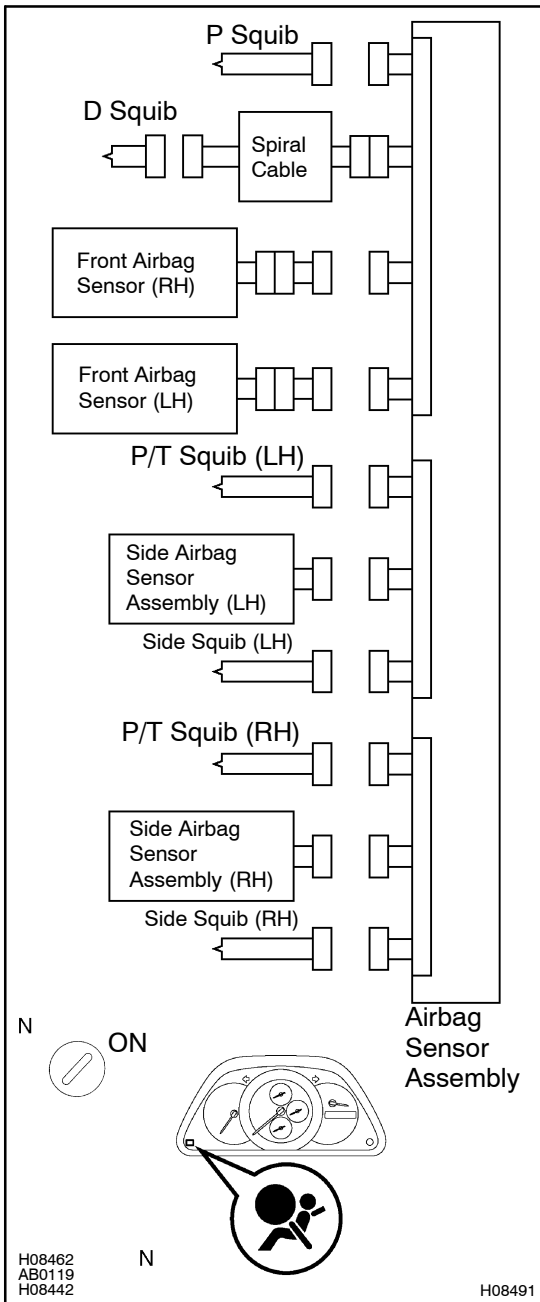 P Squib
D Squib
Spiral
Cable
Front Airbag
Sensor (RH)
Front Airbag
Sensor (LH)
P/T Squib (LH)
Side Airbag
Sensor
Assembly (LH)
Side Squib (LH)
P/T Squib (RH)
Side Airbag
Sensor
Assembly (RH)
Side Squib (RH)
Airbag
Sensor
Assembly
N
ON
N
H08462
AB0119
H08442
H08491